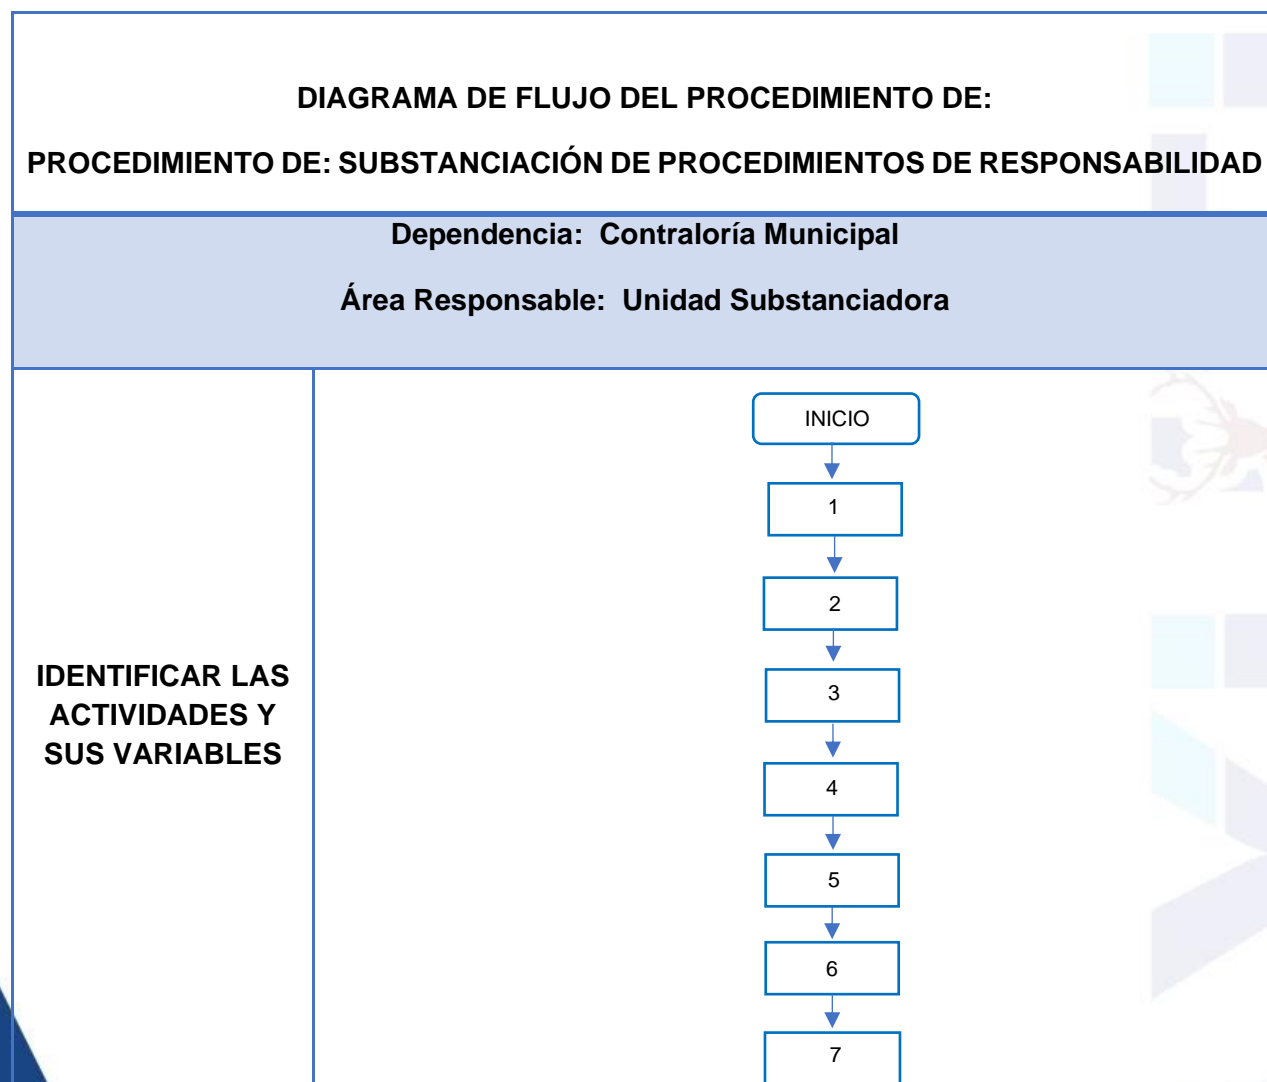 DIAGRAMA DE FLUJO DEL PROCEDIMIENTO DE:
PROCEDIMIENTO DE: SUBSTANCIACIÓN DE PROCEDIMIENTOS DE RESPONSABILIDAD
Dependencia: Contraloría Municipal
Área Responsable: Unidad Substanciadora
IDENTIFICAR LAS
ACTIVIDADES Y
SUS VARIABLES
INICIO
1
2
3
4
5
6
7